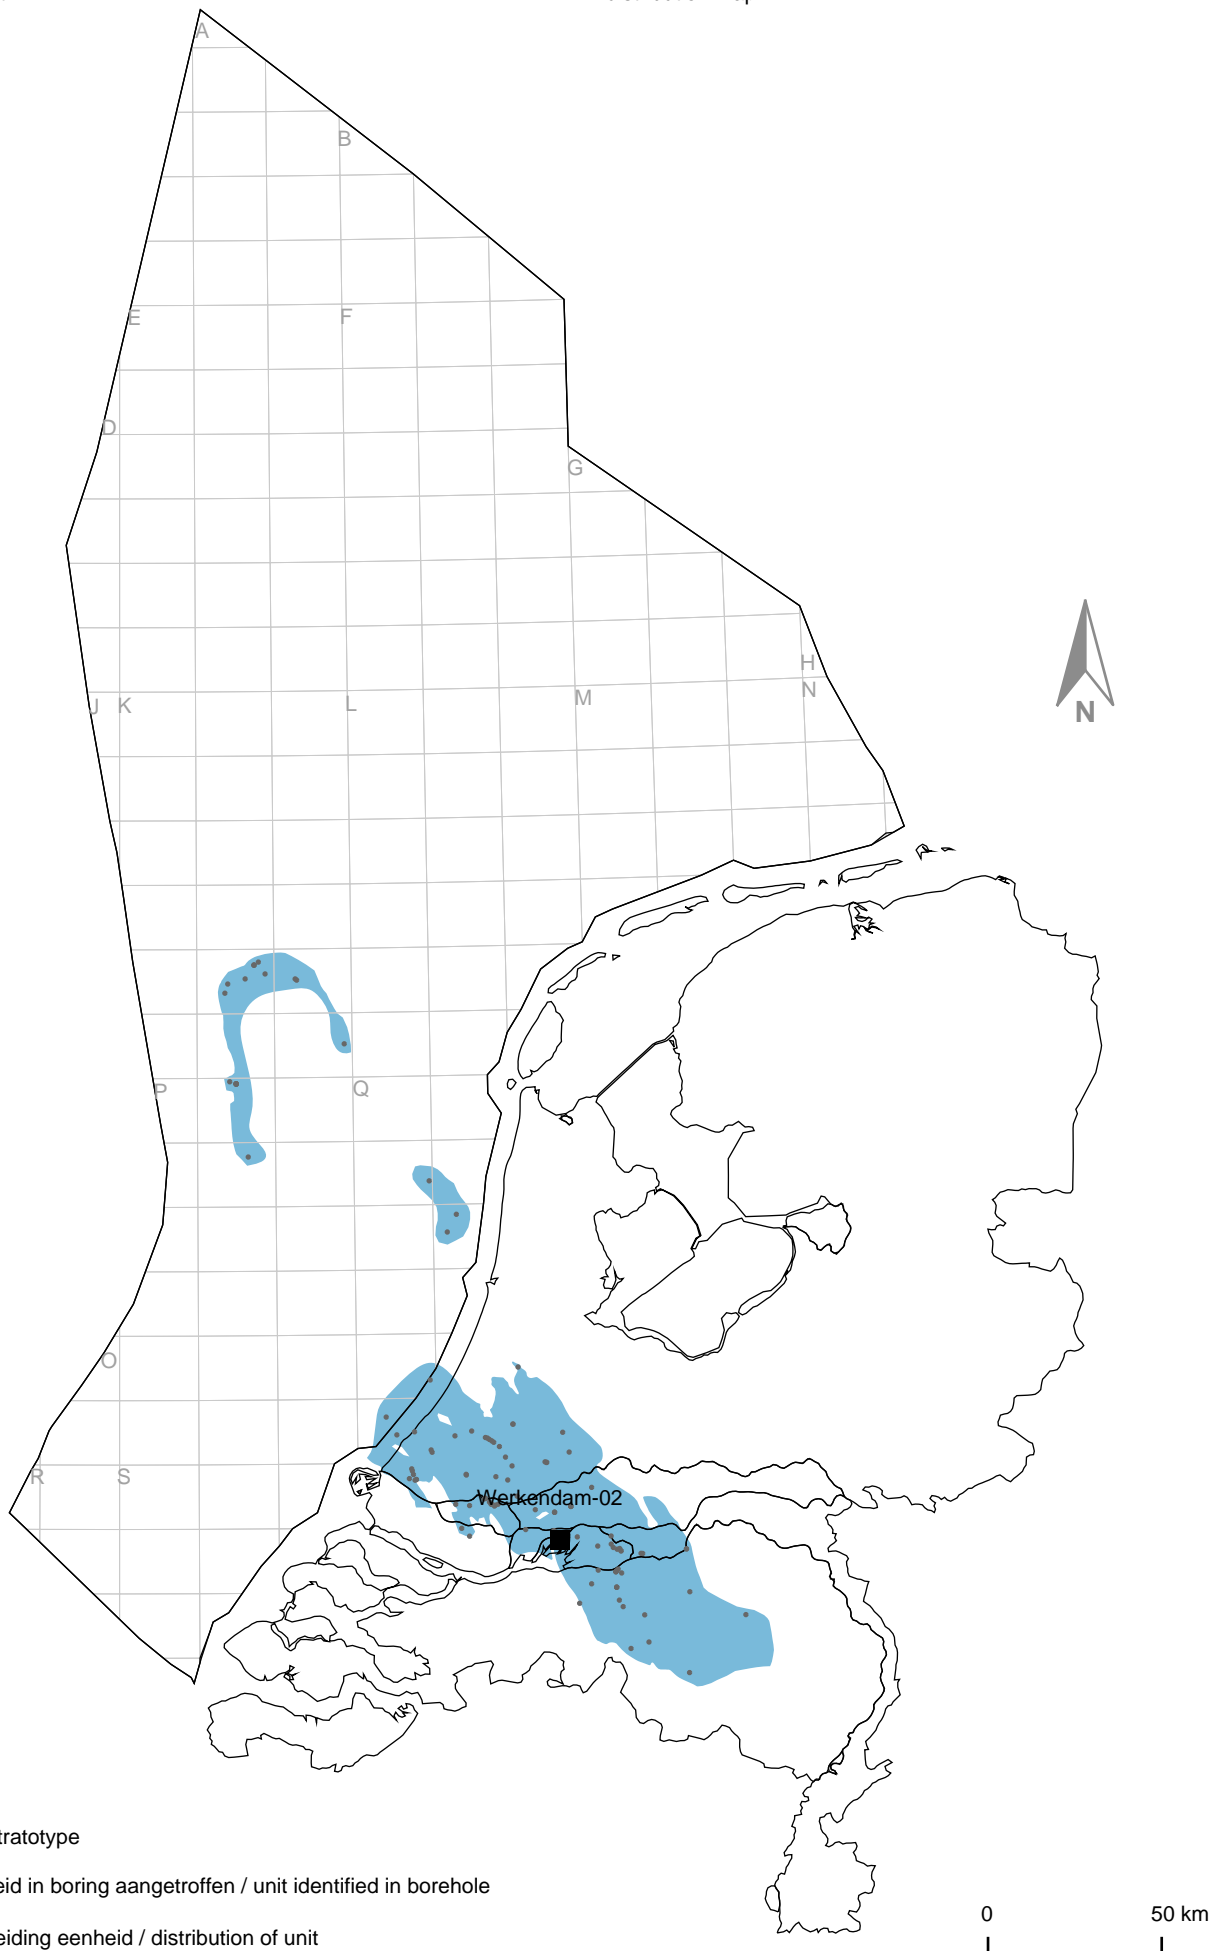 A
B
E
F
D
G
H
J K
L
M
N
N
P
Q
O
R
S
Werkendam-02
tratotype
eid in boring aangetroffen / unit identified in borehole
eiding eenheid / distribution of unit
0
50 km